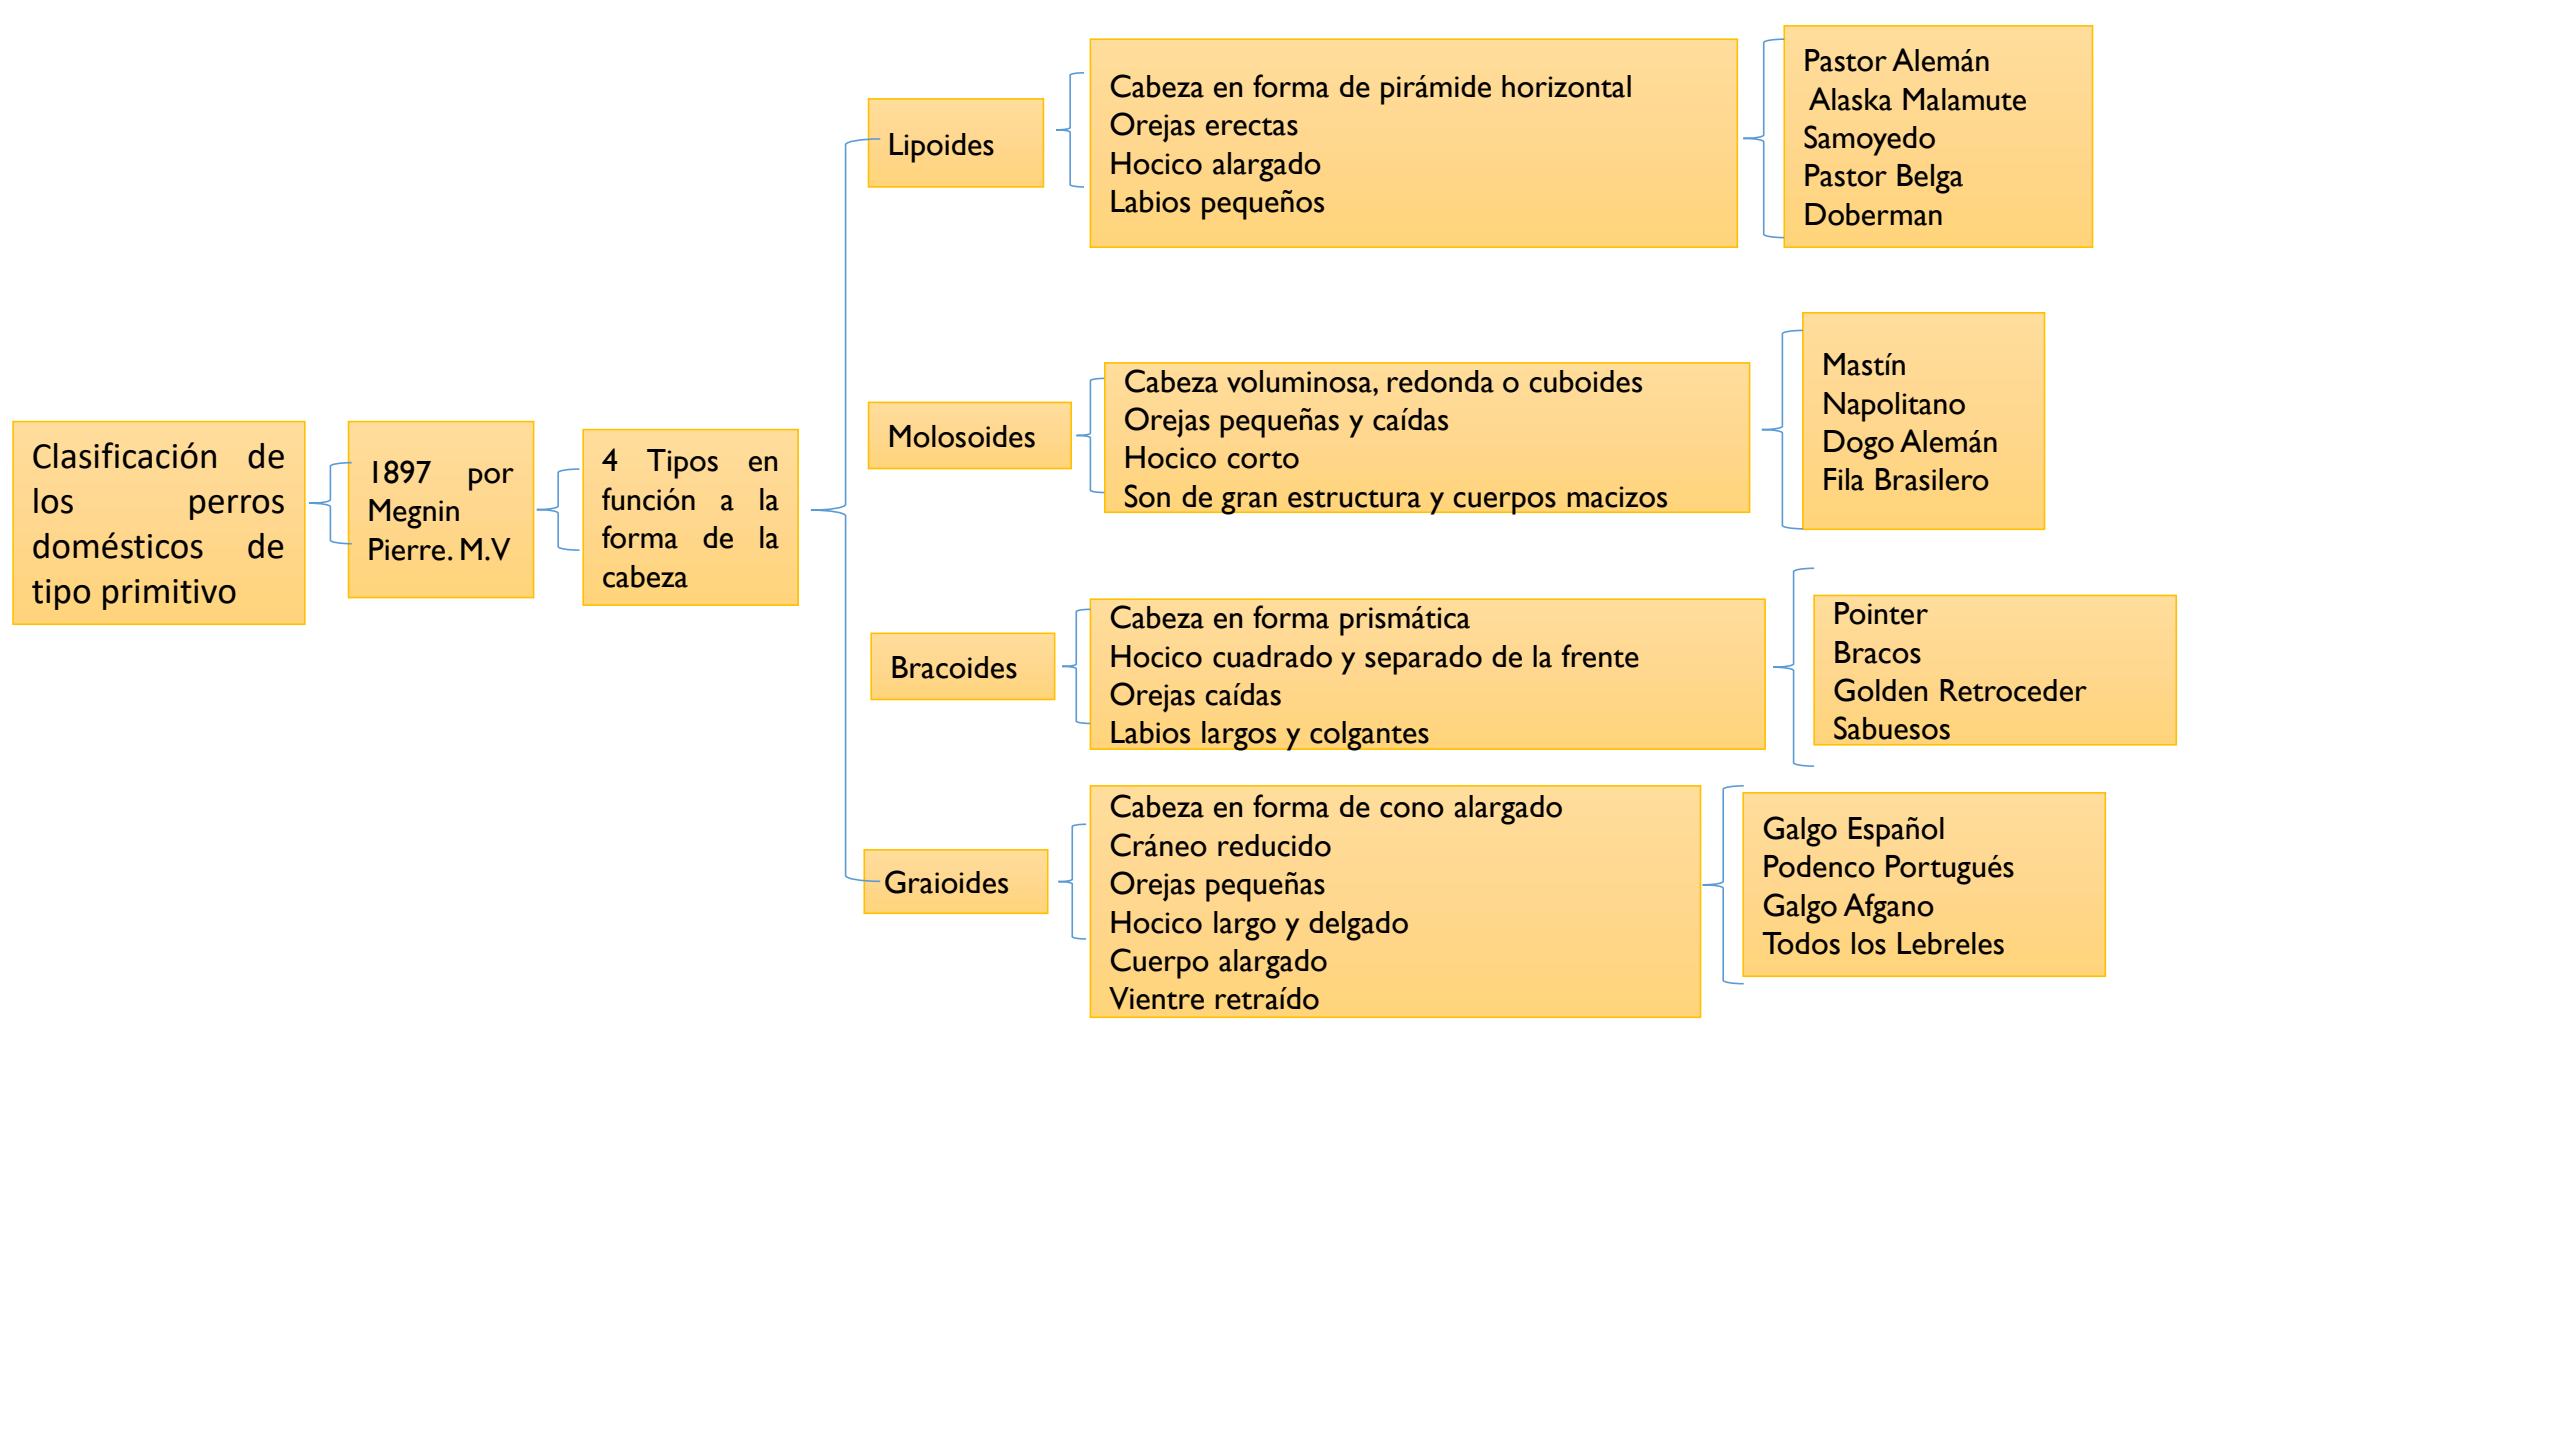 Clasificación de
los perros
domésticos de
tipo primitivo
1897 por
Megnin
Pierre. M.V
4 Tipos en
función a la
forma de la
cabeza
Lipoides
Cabeza en forma de pirámide horizontal
Orejas erectas
Hocico alargado
Labios pequeños
Pastor Alemán
Alaska Malamute
Samoyedo
Pastor Belga
Doberman
Molosoides
Cabeza voluminosa, redonda o cuboides
Orejas pequeñas y caídas
Hocico corto
Son de gran estructura y cuerpos macizos
Mastín
Napolitano
Dogo Alemán
Fila Brasilero
Bracoides
Cabeza en forma prismática
Hocico cuadrado y separado de la frente
Orejas caídas
Labios largos y colgantes
Pointer
Bracos
Golden Retroceder
Sabuesos
Graioides
Cabeza en forma de cono alargado
Cráneo reducido
Orejas pequeñas
Hocico largo y delgado
Cuerpo alargado
Vientre retraído
Galgo Español
Podenco Portugués
Galgo Afgano
Todos los Lebreles